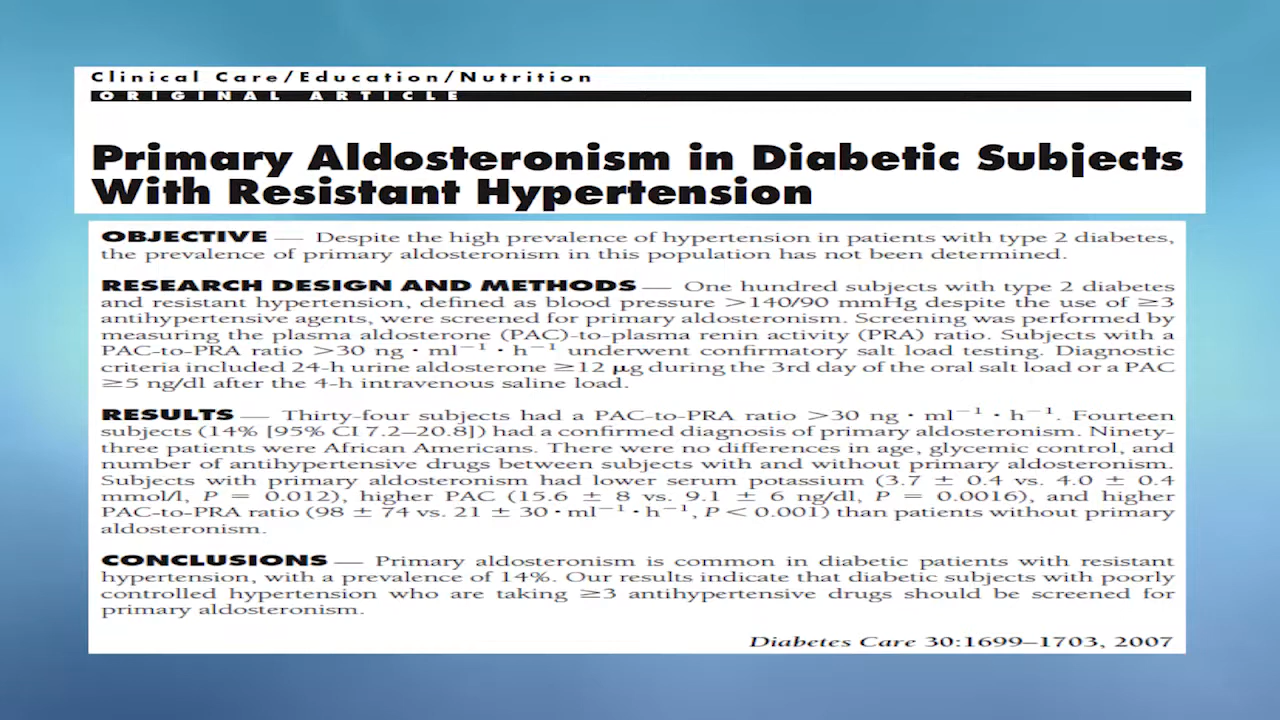 Clinical Care/Education/Nutrition
ORIGINAL ARTICLE
Primary Aldosteronism in Diabetic Subjects
With Resistant Hypertension
OBJECTIVE — Despite the high prevalence of hypertension in patients with type 2 diabetes,
the prevalence of primary aldosteronism in this population has not been determined.
RESEARCH DESIGN AND METHODS — One hundred subjects with type 2 diabetes
and resistant hypertension, defined as blood pressure >140/90 mmHg despite the use of ≥3
antihypertensive agents, were screened for primary aldosteronism. Screening was performed by
measuring the plasma aldosterone (PAC)-to-plasma renin activity (PRA) ratio. Subjects with a
PAC-to-PRA ratio >30 ng · ml⁻¹ · h⁻¹ underwent confirmatory salt load testing. Diagnostic
criteria included 24-h urine aldosterone ≥12 μg during the 3rd day of the oral salt load or a PAC
≥5 ng/dl after the 4-h intravenous saline load.
RESULTS — Thirty-four subjects had a PAC-to-PRA ratio >30 ng · ml⁻¹ · h⁻¹. Fourteen
subjects (14% [95% CI 7.2–20.8]) had a confirmed diagnosis of primary aldosteronism. Ninety-
three patients were African Americans. There were no differences in age, glycemic control, and
number of antihypertensive drugs between subjects with and without primary aldosteronism.
Subjects with primary aldosteronism had lower serum potassium (3.7 ± 0.4 vs. 4.0 ± 0.4
mmol/l, P = 0.012), higher PAC (15.6 ± 8 vs. 9.1 ± 6 ng/dl, P = 0.0016), and higher
PAC-to-PRA ratio (98 ± 74 vs. 21 ± 30 · ml⁻¹ · h⁻¹, P < 0.001) than patients without primary
aldosteronism.
CONCLUSIONS — Primary aldosteronism is common in diabetic patients with resistant
hypertension, with a prevalence of 14%. Our results indicate that diabetic subjects with poorly
controlled hypertension who are taking ≥3 antihypertensive drugs should be screened for
primary aldosteronism.
Diabetes Care 30:1699–1703, 2007